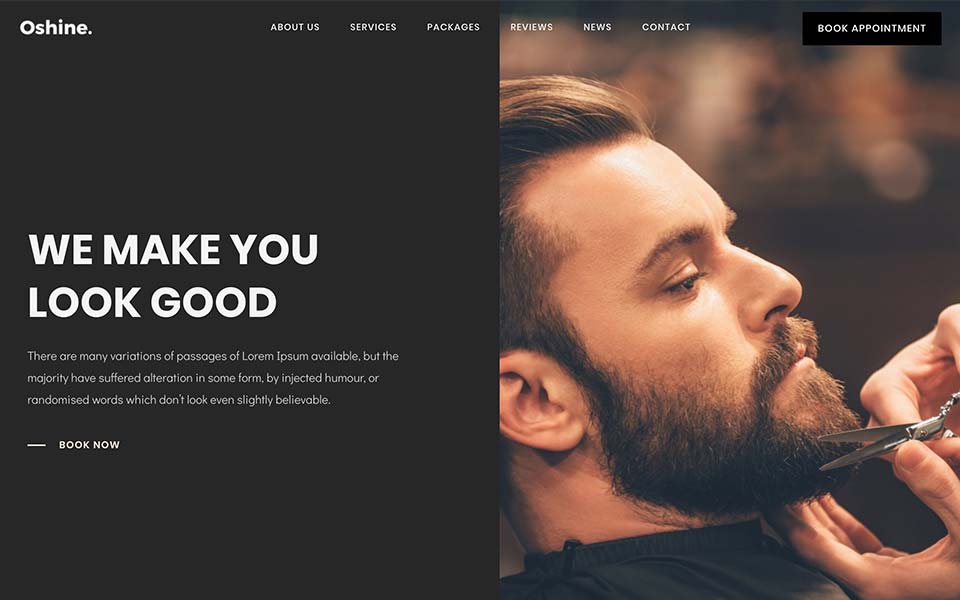 Oshine.
ABOUT US
SERVICES
PACKAGES
REVIEWS
NEWS
CONTACT
BOOK APPOINTMENT
WE MAKE YOU
LOOK GOOD
There are many variations of passages of Lorem Ipsum available, but the
majority have suffered alteration in some form, by injected humour, or
randomised words which don't look even slightly believable.
BOOK NOW